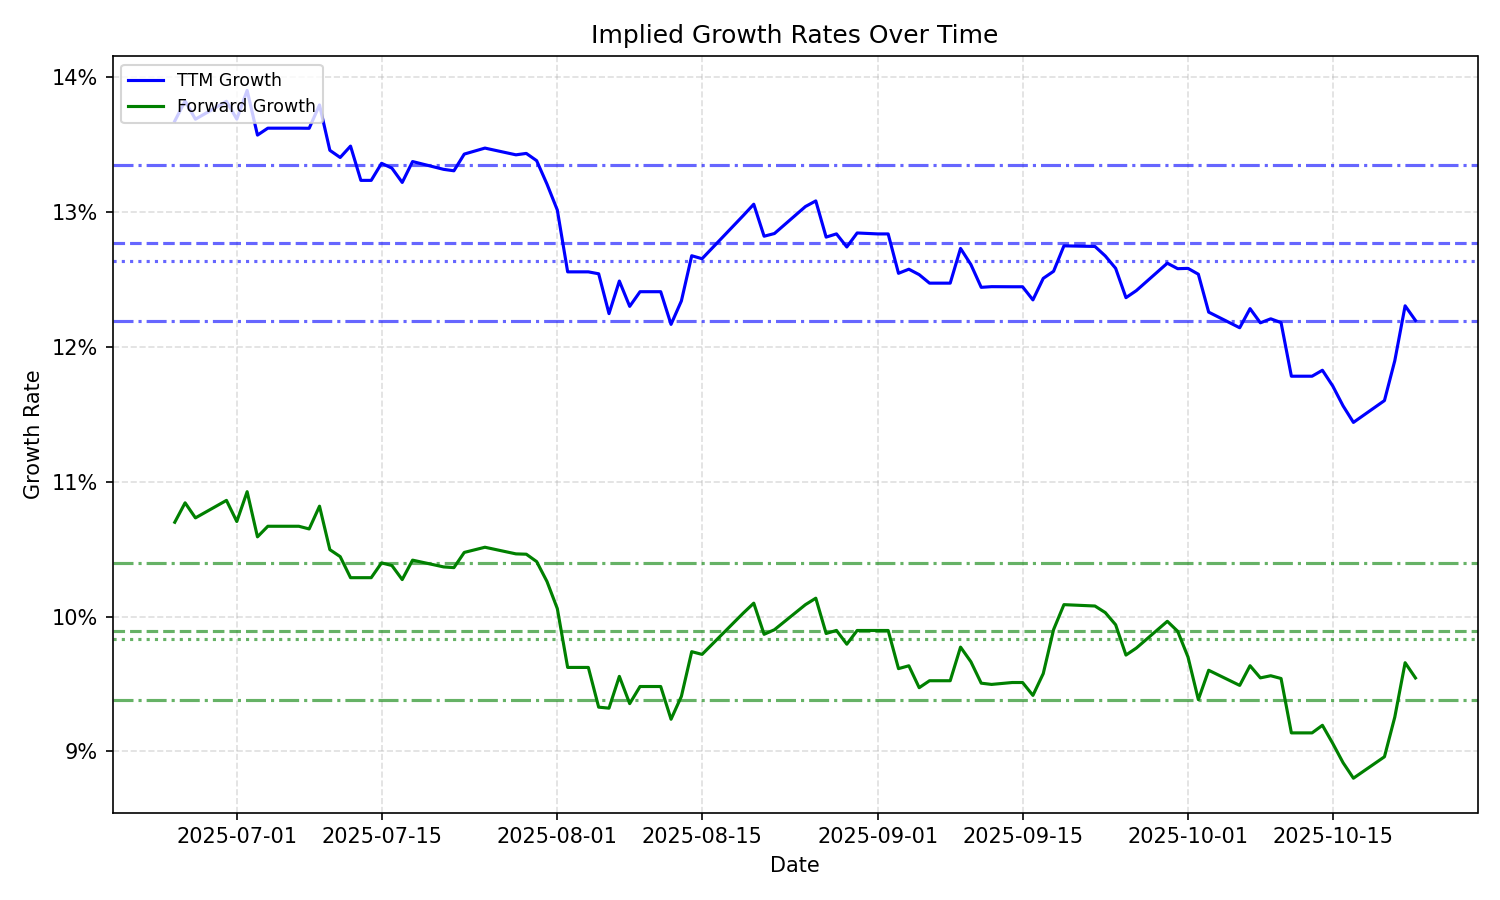 Implied Growth Rates Over Time
TTM Growth
Forward Growth
14%
13%
12%
11%
10%
9%
Growth Rate
2025-07-01 2025-07-15 2025-08-01 2025-08-15 2025-09-01 2025-09-15 2025-10-01 2025-10-15
Date